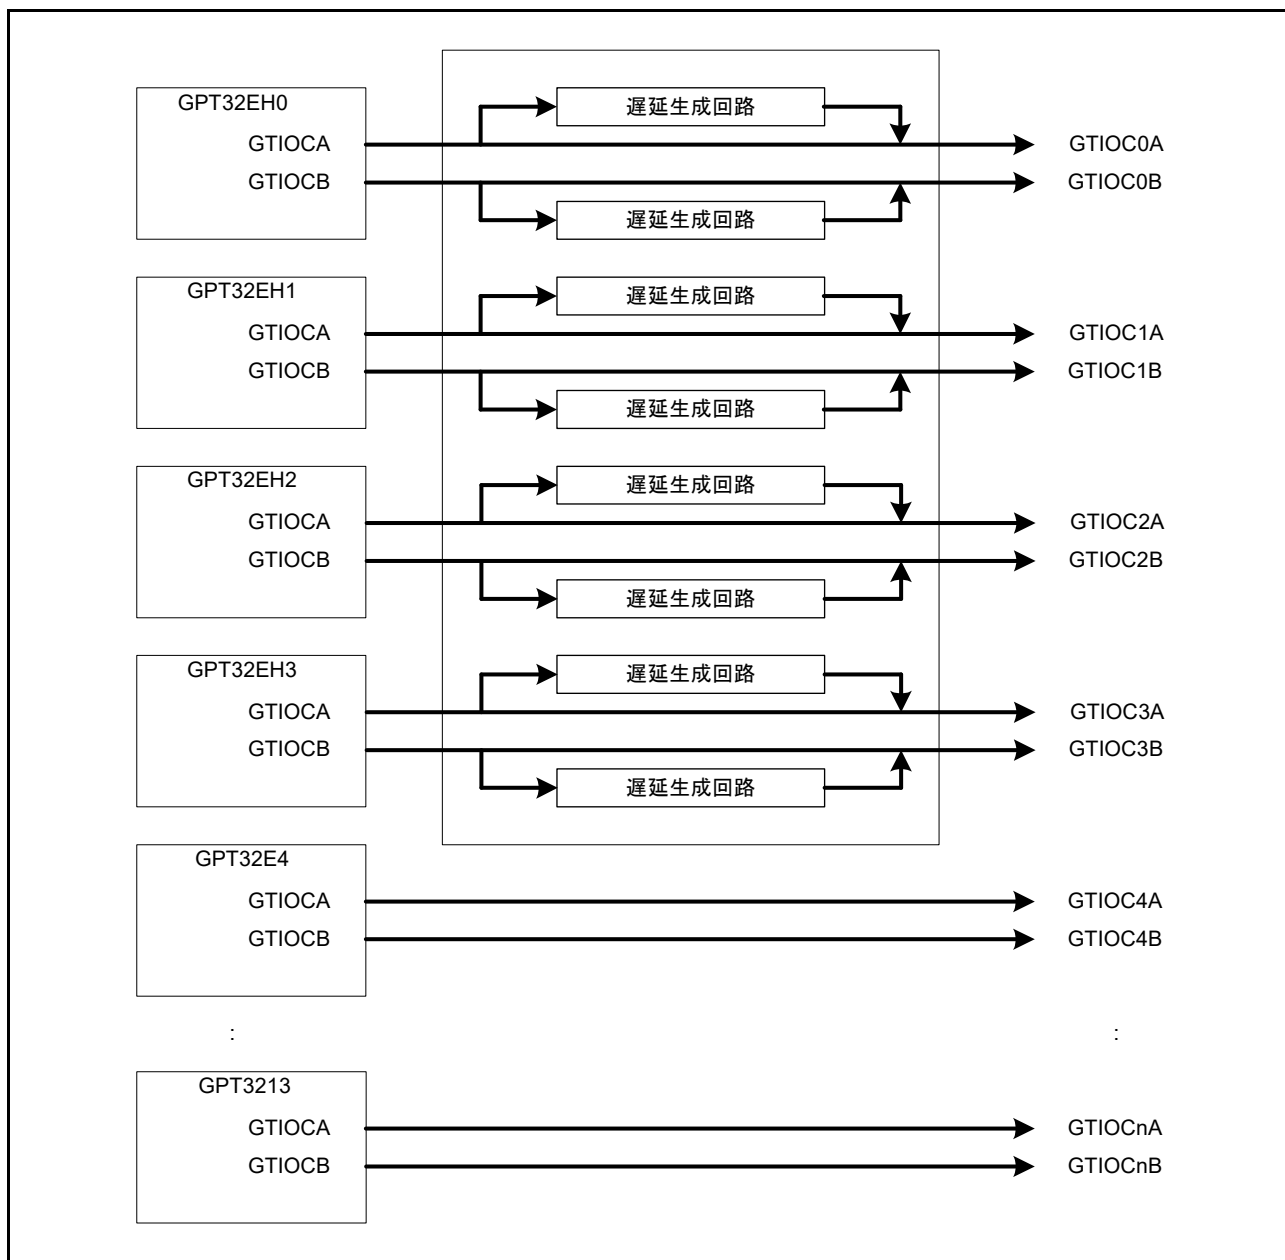 GPT32EH0
遅延生成回路
GTIOCA
GTIOC0A
GTIOCB
GTIOC0B
遅延生成回路
GPT32EH1
遅延生成回路
GTIOCA
GTIOC1A
GTIOCB
GTIOC1B
遅延生成回路
GPT32EH2
遅延生成回路
GTIOCA
GTIOC2A
GTIOCB
GTIOC2B
遅延生成回路
GPT32EH3
遅延生成回路
GTIOCA
GTIOC3A
GTIOCB
GTIOC3B
遅延生成回路
GPT32E4
GTIOCA
GTIOC4A
GTIOCB
GTIOC4B
:
:
GPT3213
GTIOCA
GTIOCnA
GTIOCB
GTIOCnB